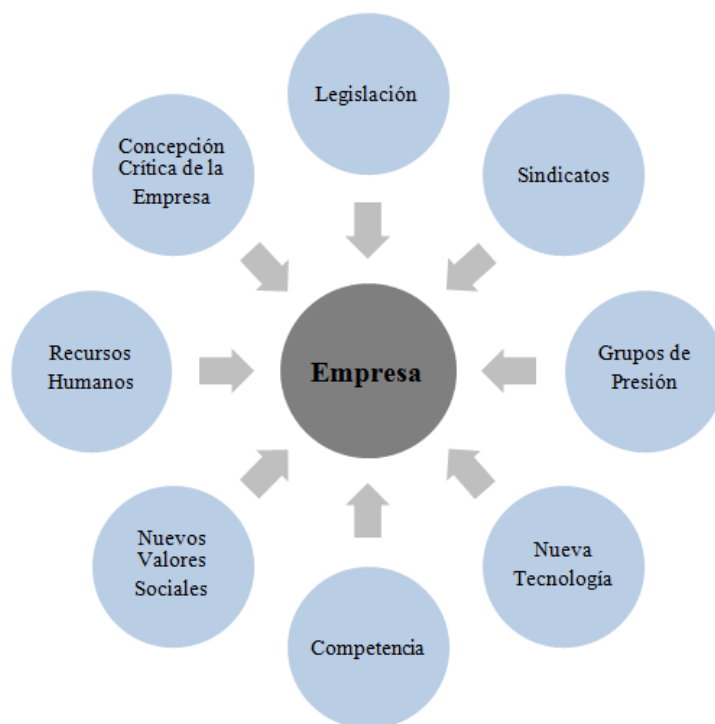 Legislación
Concepción
Crítica de la
Empresa
Sindicatos
Recursos
Humanos
Empresa
Grupos de
Presión
Nuevos
Valores
Sociales
Nueva
Tecnología
Competencia